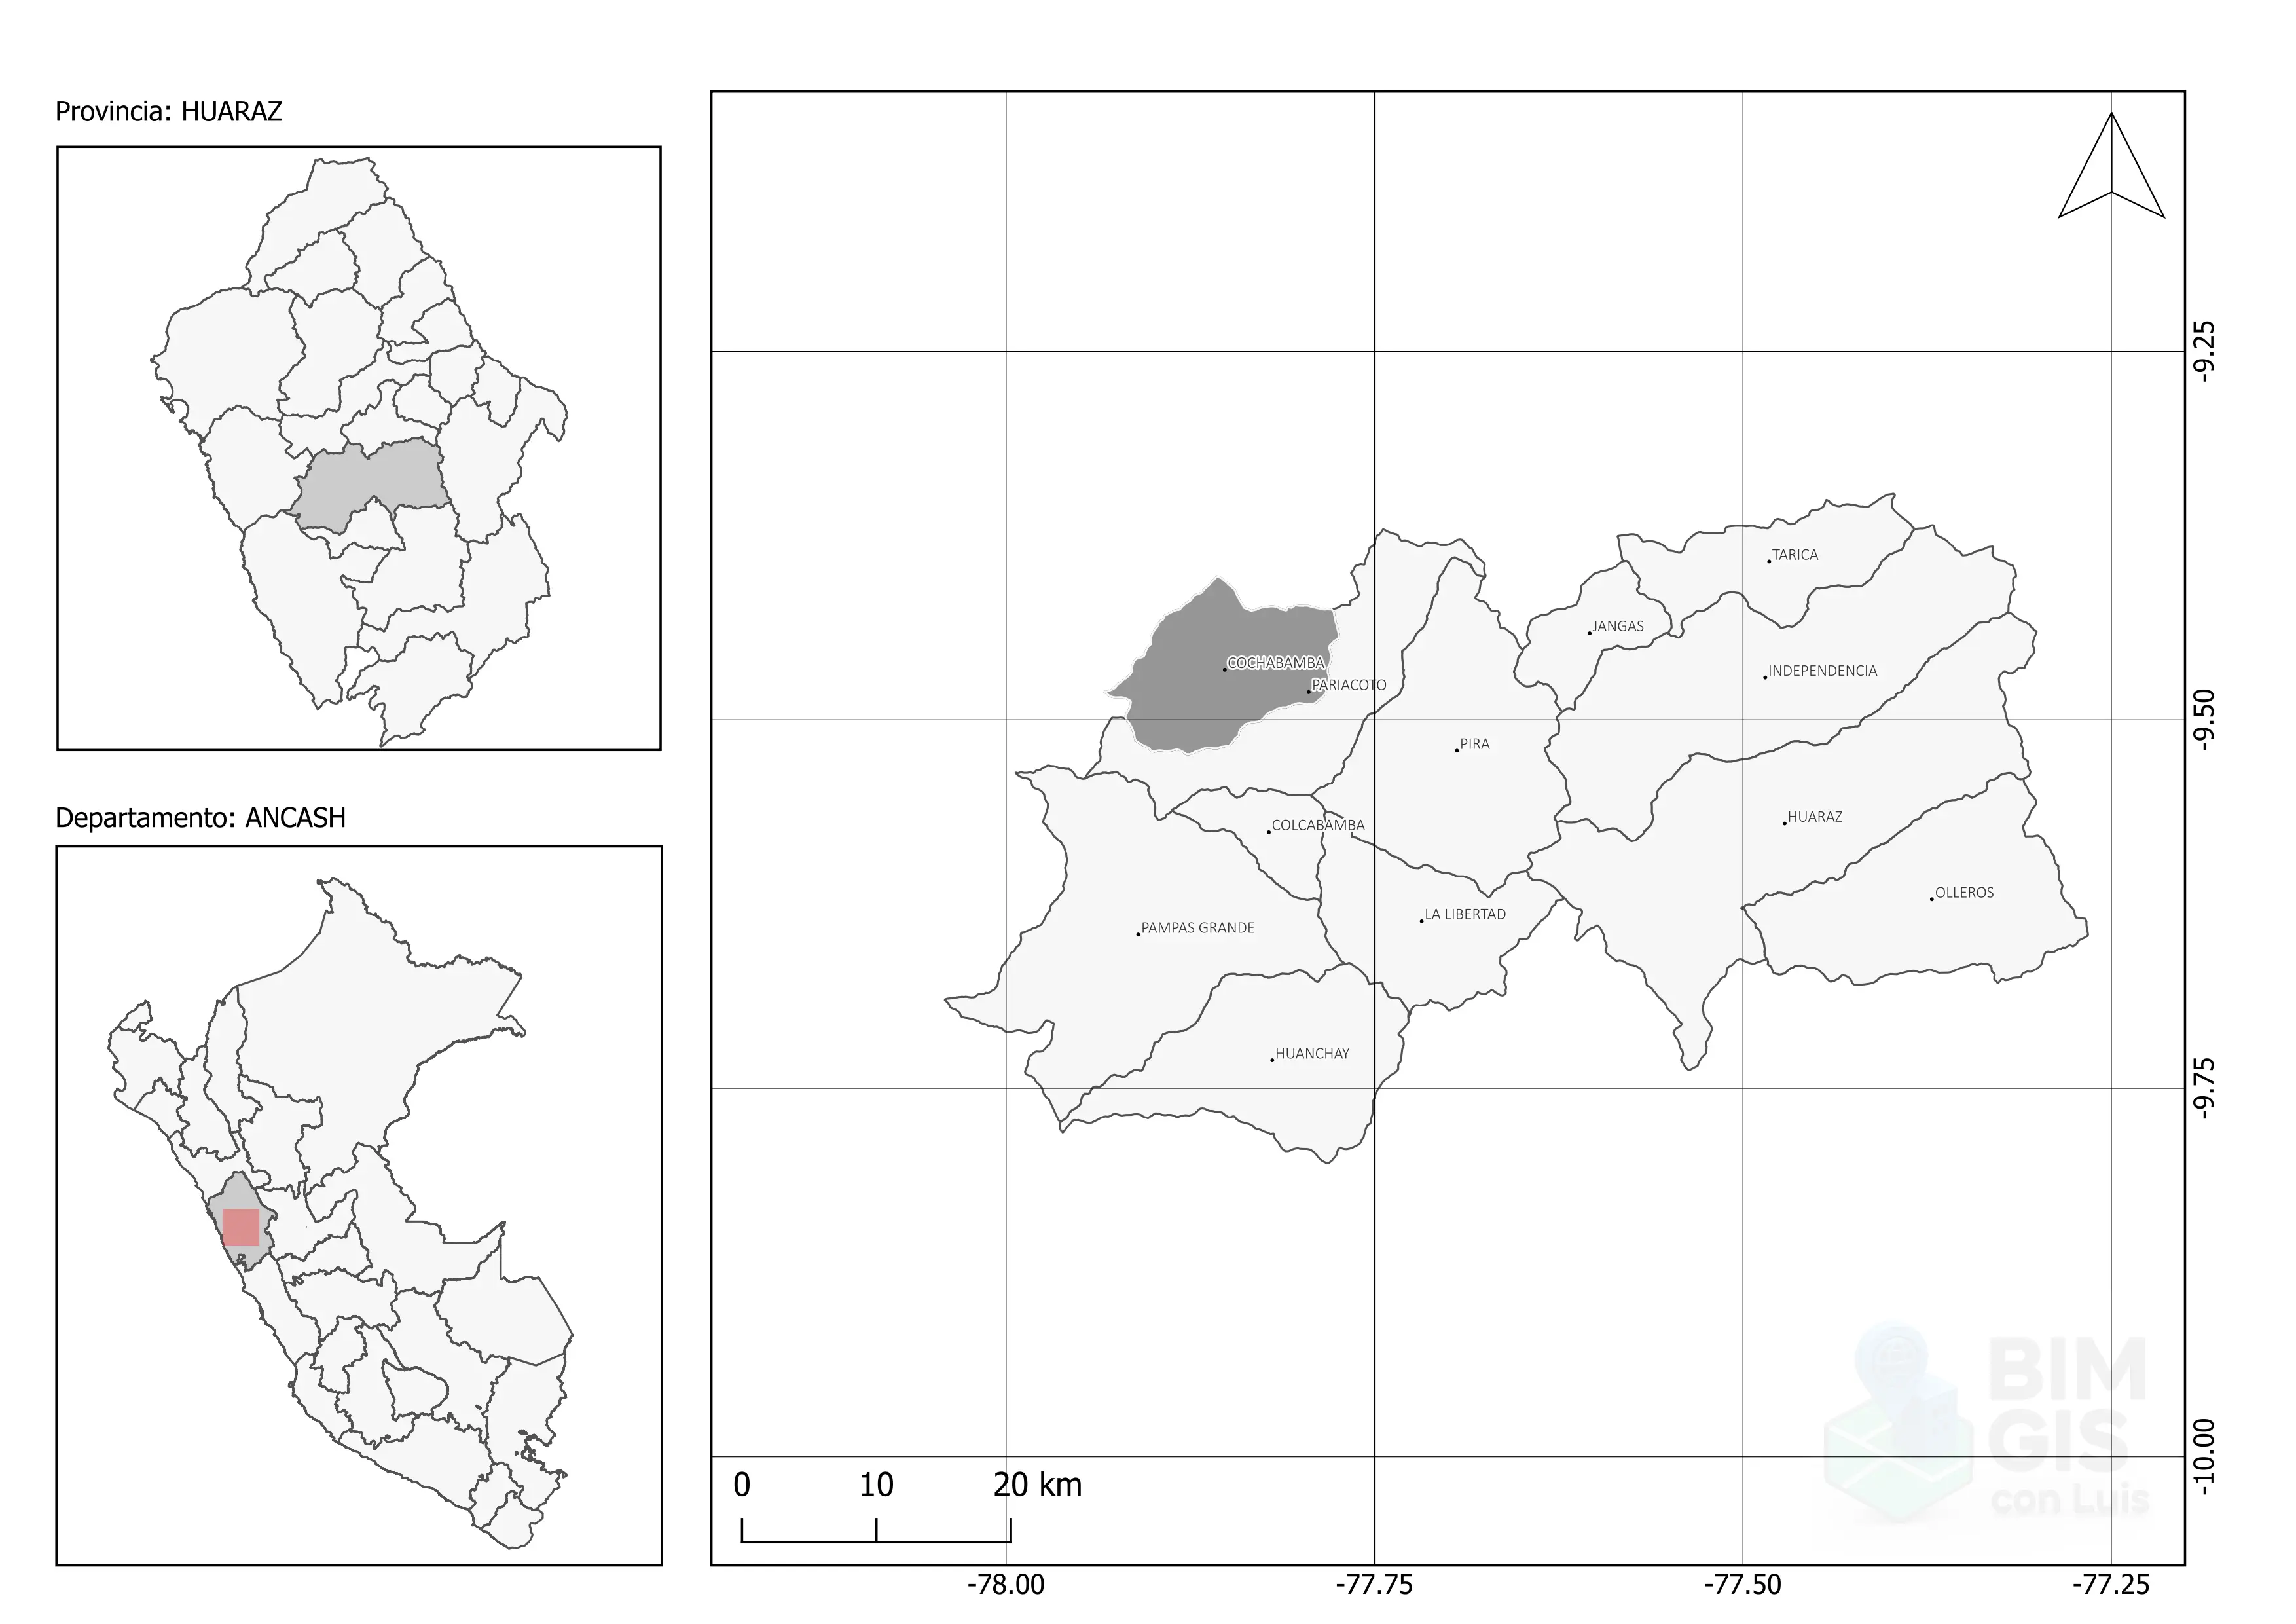 Provincia: HUARAZ
Departamento: ANCASH
TARICA
JANGAS
COCHABAMBA
INDEPENDENCIA
PARIACOTO
PIRA
HUARAZ
COLCABAMBA
OLLEROS
LA LIBERTAD
PAMPAS GRANDE
HUANCHAY
-9.25
-9.50
-9.75
-10.00
BIM
GIS
con Luis
0 10 20 km
-78.00 -77.75 -77.50 -77.25